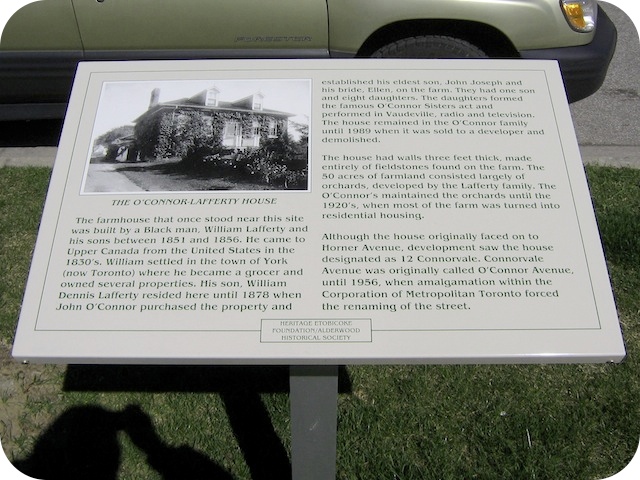 FORESTER
THE O'CONNOR-LAFFERTY HOUSE
The farmhouse that once stood near this site
was built by a Black man, William Lafferty and
his sons between 1851 and 1856. He came to
Upper Canada from the United States in the
1830's. William settled in the town of York
(now Toronto) where he became a grocer and
owned several properties. His son, William
Dennis Lafferty resided here until 1878 when
John O'Connor purchased the property and
established his eldest son, John Joseph and
his bride, Ellen, on the farm. They had one son
and eight daughters. The daughters formed
the famous O'Connor Sisters act and
performed in Vaudeville, radio and television.
The house remained in the O'Connor family
until 1989 when it was sold to a developer and
demolished.
The house had walls three feet thick, made
entirely of fieldstones found on the farm. The
50 acres of farmland consisted largely of
orchards, developed by the Lafferty family. The
O'Connor's maintained the orchards until the
1920's, when most of the farm was turned into
residential housing.
Although the house originally faced on to
Horner Avenue, development saw the house
designated as 12 Connorvale. Connorvale
Avenue was originally called O'Connor Avenue,
until 1956, when amalgamation within the
Corporation of Metropolitan Toronto forced
the renaming of the street.
HERITAGE ETOBICOKE
FOUNDATION/ALDERWOOD
HISTORICAL SOCIETY